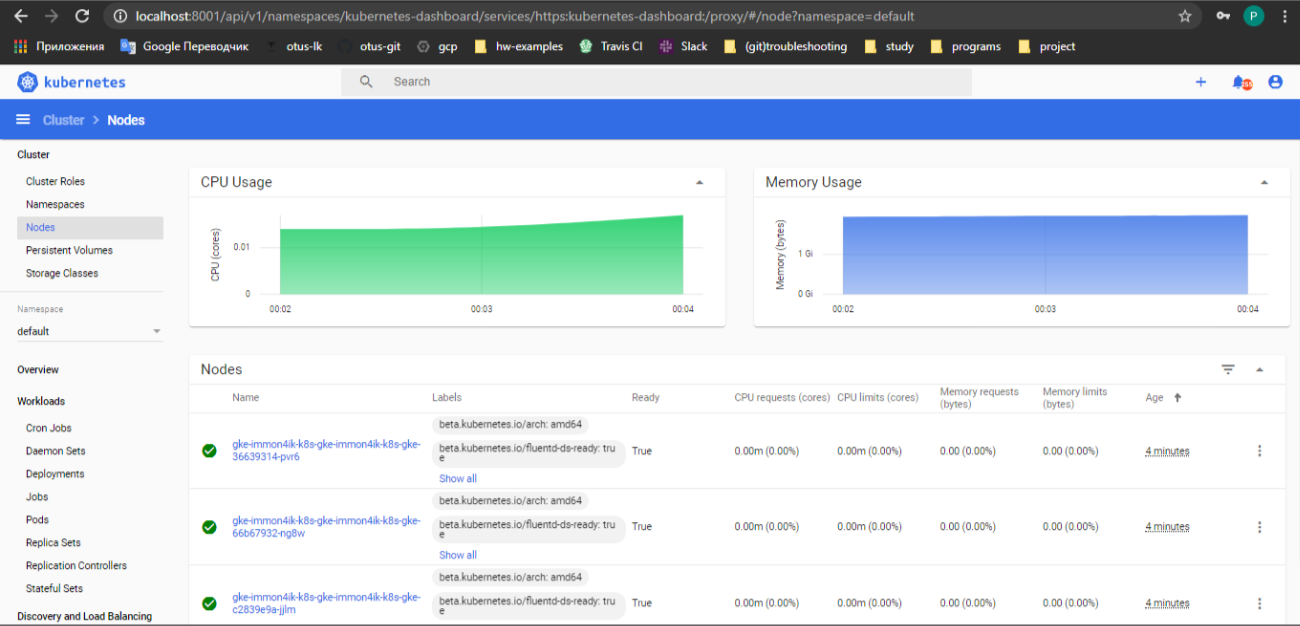 localhost:8001/api/v1/namespaces/kubernetes-dashboard/services/https:kubernetes-dashboard:/proxy/#/node?namespace=default
P
Приложения Google Переводчик otus-lk otus-git gcp hw-examples Travis CI Slack (git)troubleshooting study programs project
kubernetes Search
Cluster > Nodes
Cluster
Cluster Roles
Namespaces
Nodes
Persistent Volumes
Storage Classes
Namespace
default
Overview
Workloads
Cron Jobs
Daemon Sets
Deployments
Jobs
Pods
Replica Sets
Replication Controllers
Stateful Sets
Discovery and Load Balancing
CPU Usage
CPU (cores)
0.01
0
00:02 00:03 00:04
Memory Usage
Memory (bytes)
1 Gi
0 Gi
00:02 00:03 00:04
Nodes
Name Labels Ready CPU requests (cores) CPU limits (cores) Memory requests (bytes) Memory limits (bytes) Age
beta.kubernetes.io/arch: amd64
gke-immon4ik-k8s-gke-immon4ik-k8s-gke-
36639314-pvr6
beta.kubernetes.io/fluentd-ds-ready: tru
e
True 0.00m (0.00%) 0.00m (0.00%) 0.00 (0.00%) 0.00 (0.00%) 4 minutes
Show all
beta.kubernetes.io/arch: amd64
gke-immon4ik-k8s-gke-immon4ik-k8s-gke-
66b67932-ng8w
beta.kubernetes.io/fluentd-ds-ready: tru
e
True 0.00m (0.00%) 0.00m (0.00%) 0.00 (0.00%) 0.00 (0.00%) 4 minutes
Show all
beta.kubernetes.io/arch: amd64
gke-immon4ik-k8s-gke-immon4ik-k8s-gke-
c2839e9a-jjlm
beta.kubernetes.io/fluentd-ds-ready: tru
e
True 0.00m (0.00%) 0.00m (0.00%) 0.00 (0.00%) 0.00 (0.00%) 4 minutes